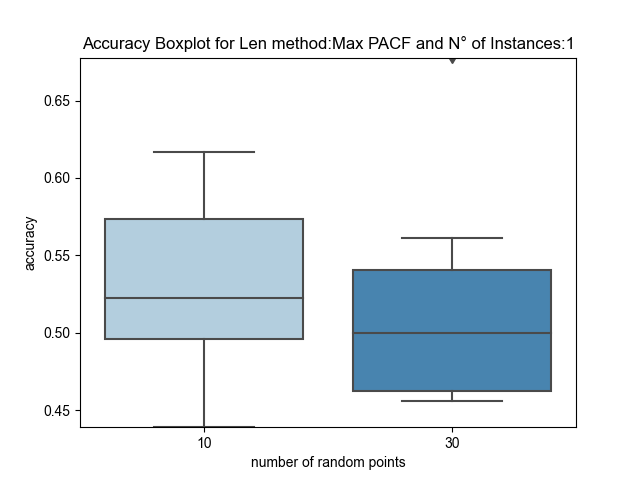 Accuracy Boxplot for Len method:Max PACF and N° of Instances:1
0.65
0.60
0.55
0.50
0.45
accuracy
10 30
number of random points